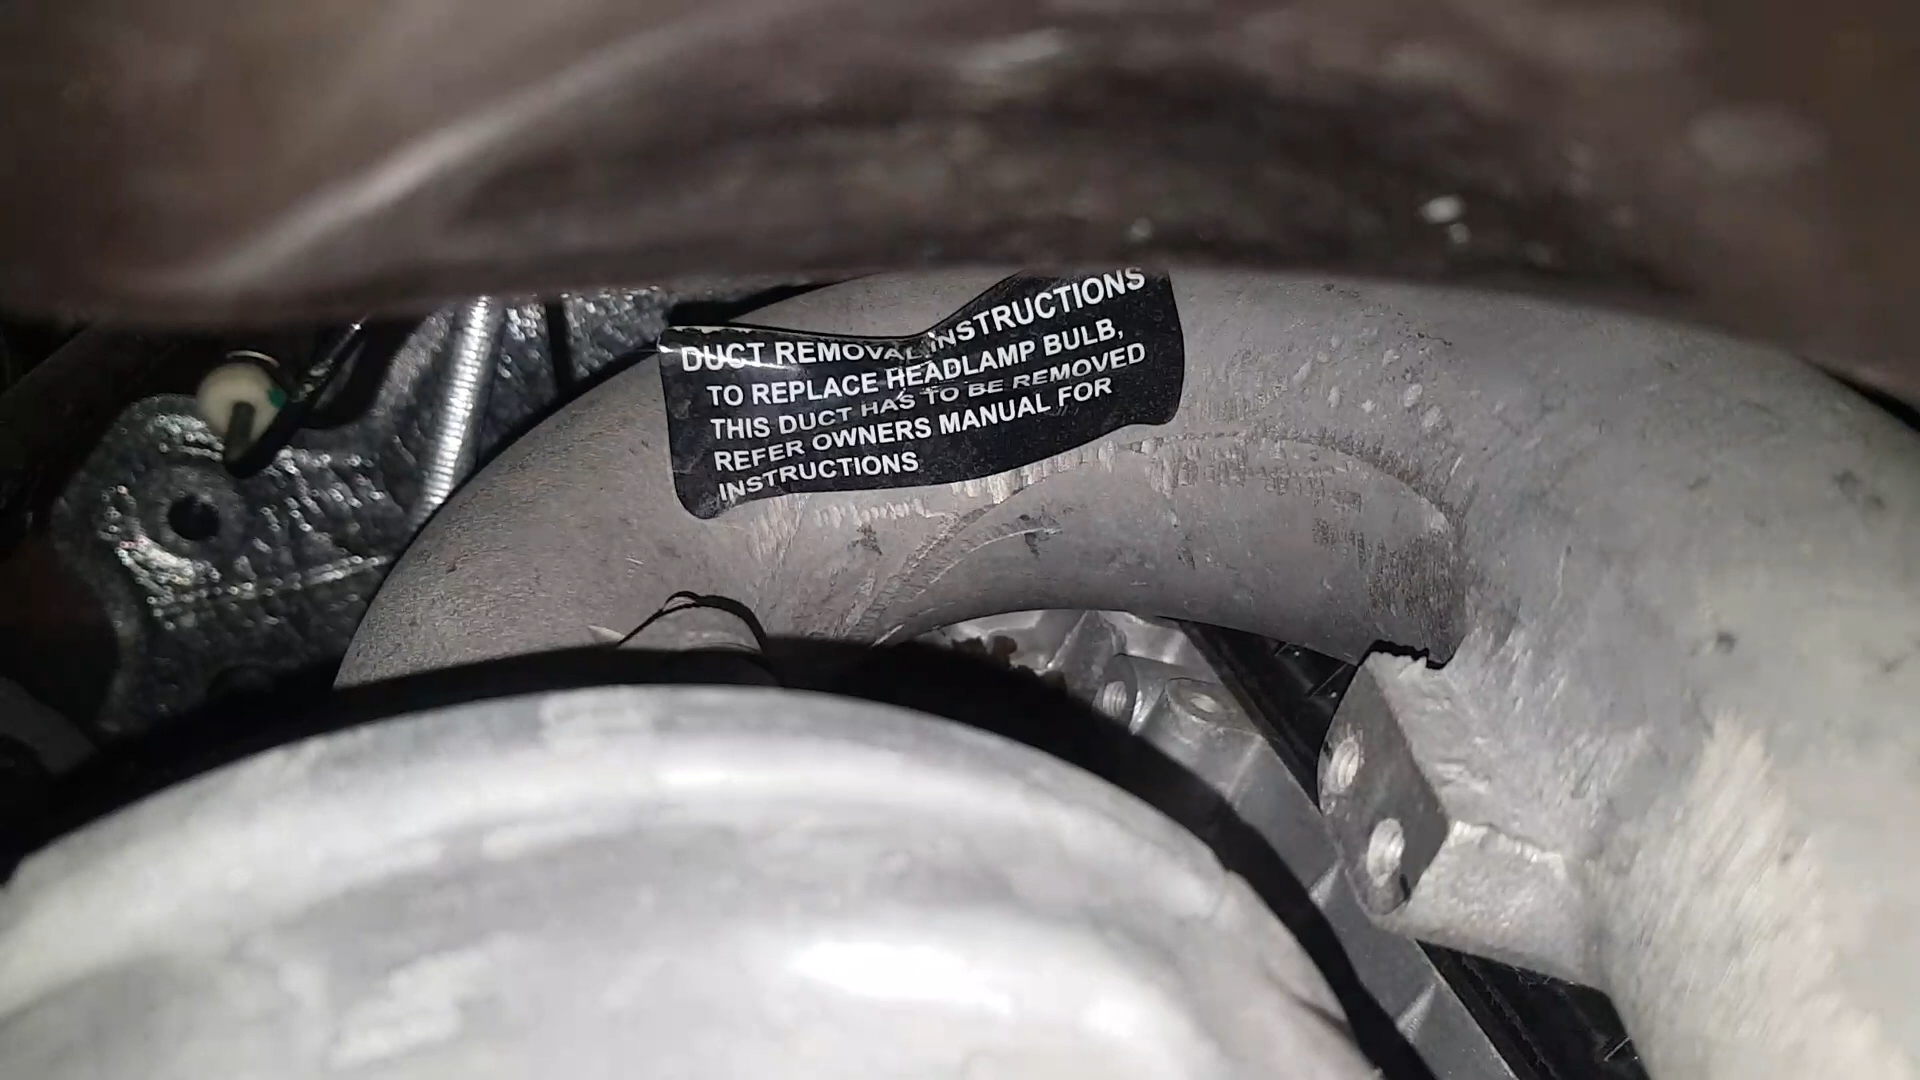 DUCT REMOVAL INSTRUCTIONS
TO REPLACE HEADLAMP BULB,
THIS DUCT HAS TO BE REMOVED
REFER OWNERS MANUAL FOR
INSTRUCTIONS